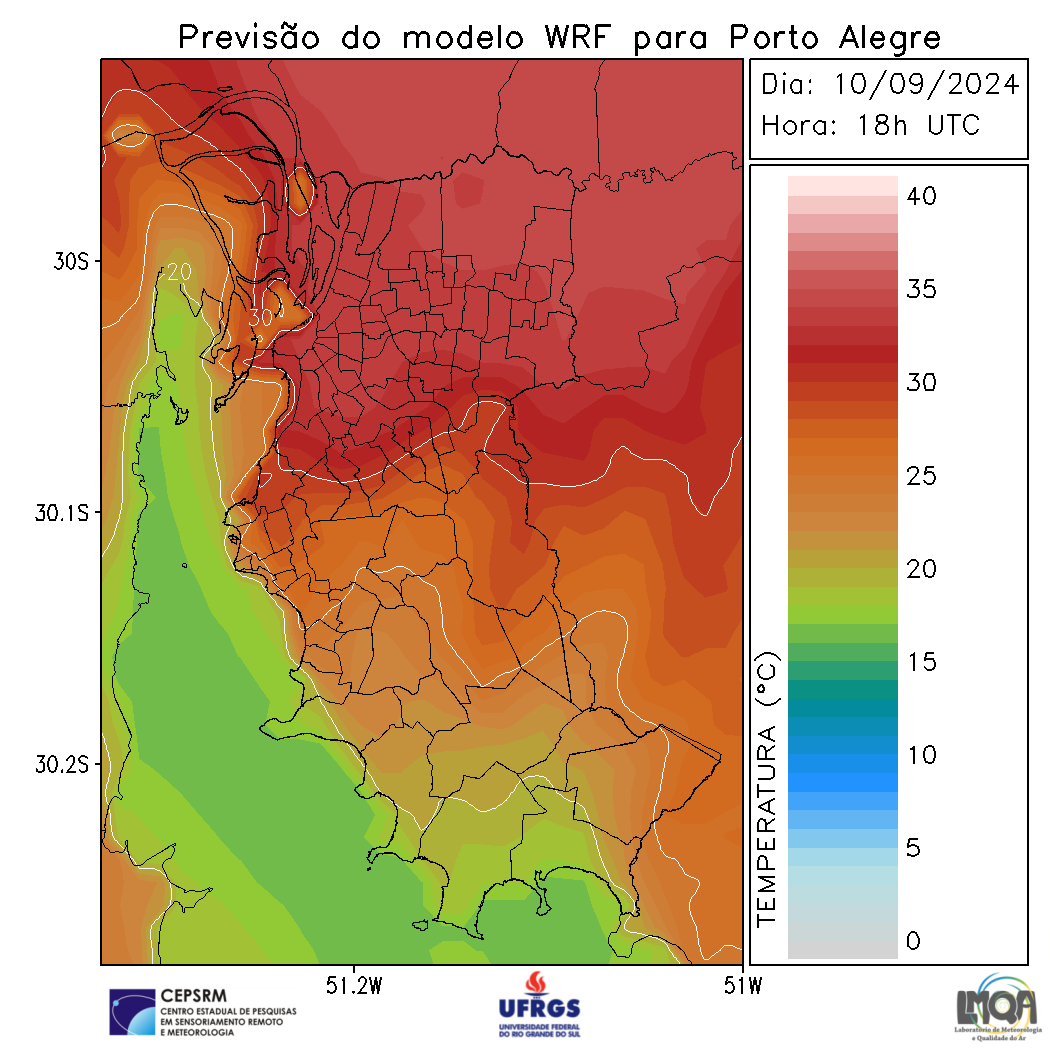 Previsão do modelo WRF para Porto Alegre
Dia: 10/09/2024
Hora: 18h UTC
40
35
30
25
20
15
10
5
0
TEMPERATURA (°C)
30S
30.1S
30.2S
51.2W
51W
20
30
CEPSRM
CENTRO ESTADUAL DE PESQUISAS
EM SENSORIAMENTO REMOTO
E METEOROLOGIA
UFRGS
UNIVERSIDADE FEDERAL
DO RIO GRANDE DO SUL
LMQA
Laboratório de Meteorologia
e Qualidade do Ar